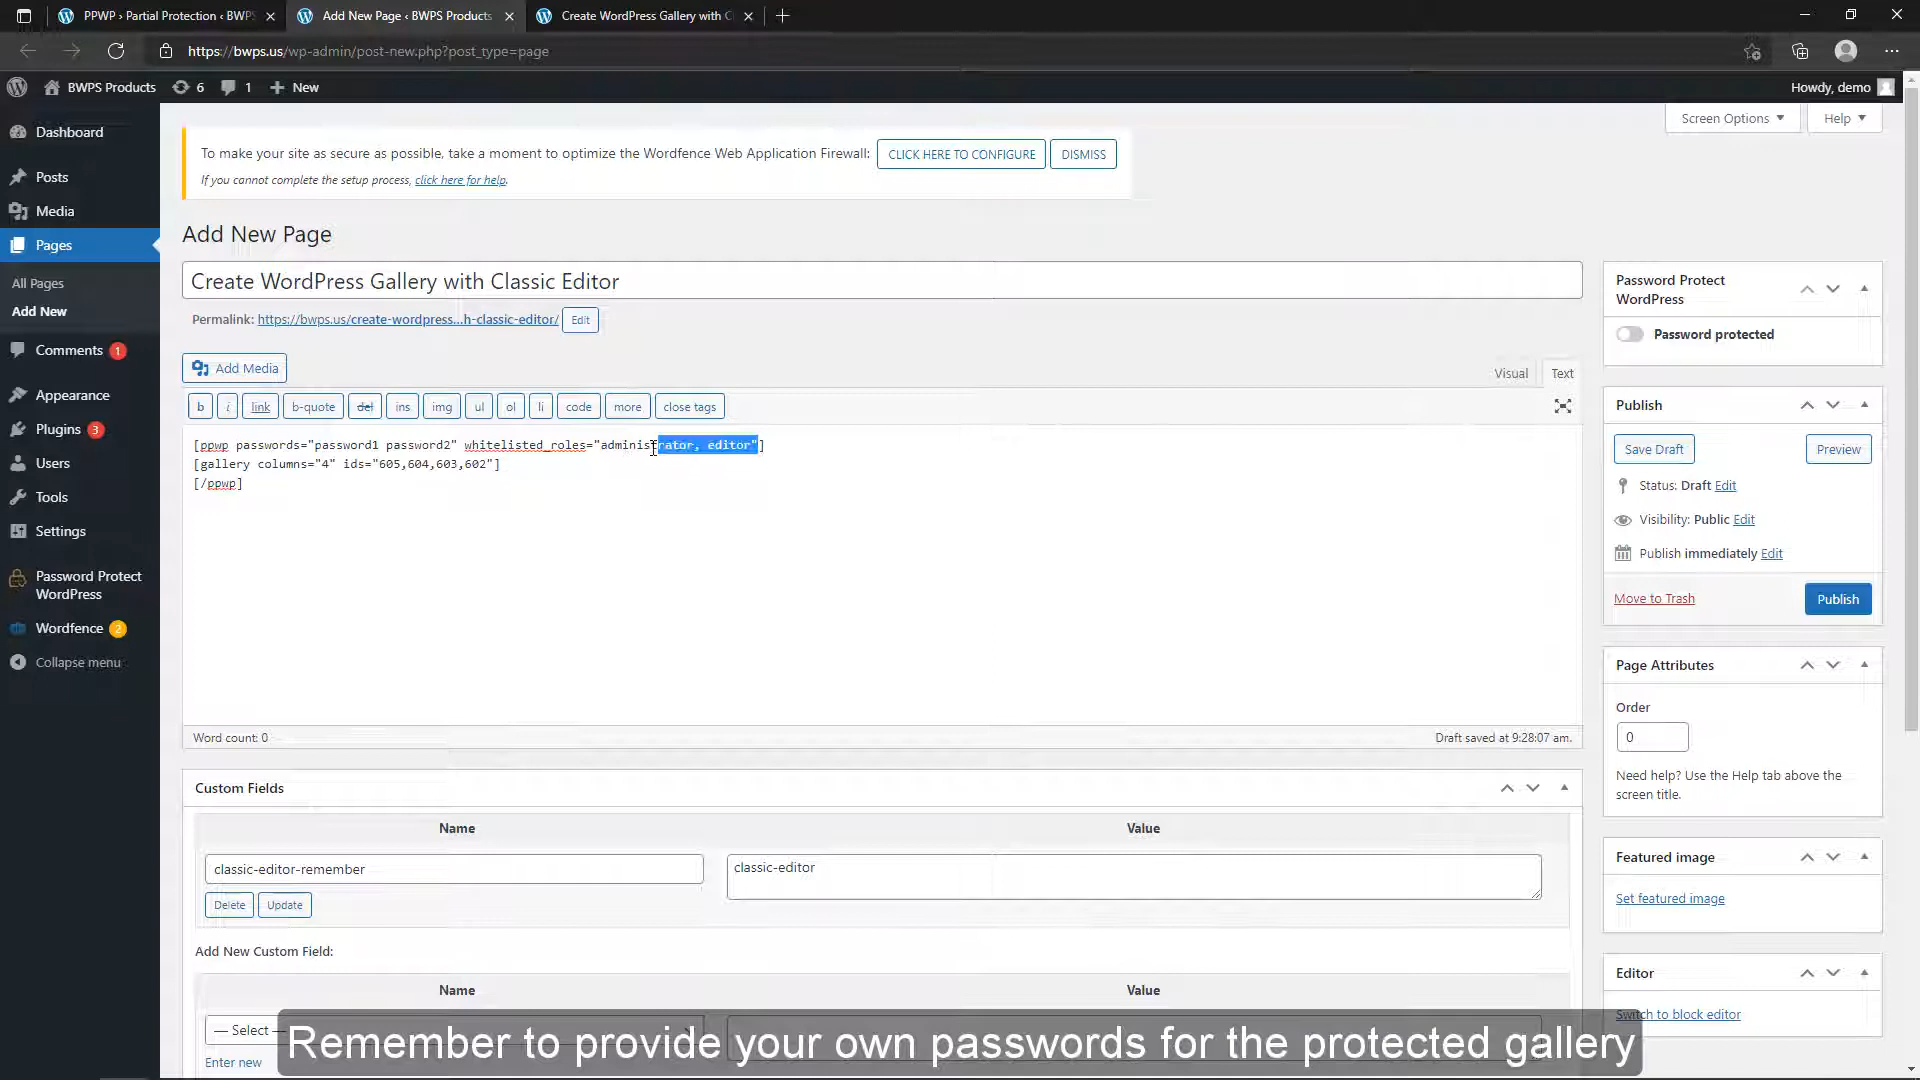 PPWP › Partial Protection ‹ BWPS
Add New Page ‹ BWPS Products
Create WordPress Gallery with C
https://bwps.us/wp-admin/post-new.php?post_type=page
BWPS Products
6
1
New
Howdy, demo
Screen Options
Help
Dashboard
Posts
Media
Pages
All Pages
Add New
Comments 1
Appearance
Plugins 3
Users
Tools
Settings
Password Protect
WordPress
Wordfence 2
Collapse menu
To make your site as secure as possible, take a moment to optimize the Wordfence Web Application Firewall: CLICK HERE TO CONFIGURE DISMISS
If you cannot complete the setup process, click here for help.
Add New Page
Create WordPress Gallery with Classic Editor
Permalink: https://bwps.us/create-wordpress…h-classic-editor/ Edit
Add Media
Visual
Text
b i link b-quote del ins img ul ol li code more close tags
[ppwp passwords="password1 password2" whitelisted_roles="administrator, editor"]
[gallery columns="4" ids="605,604,603,602"]
[/ppwp]
Word count: 0
Draft saved at 9:28:07 am.
Custom Fields
Name
Value
classic-editor-remember
classic-editor
Delete
Update
Add New Custom Field:
Name
Value
— Select —
Enter new
Password Protect
WordPress
Password protected
Publish
Save Draft
Preview
Status: Draft Edit
Visibility: Public Edit
Publish immediately Edit
Move to Trash
Publish
Page Attributes
Order
0
Need help? Use the Help tab above the
screen title.
Featured image
Set featured image
Editor
Switch to block editor
Remember to provide your own passwords for the protected gallery